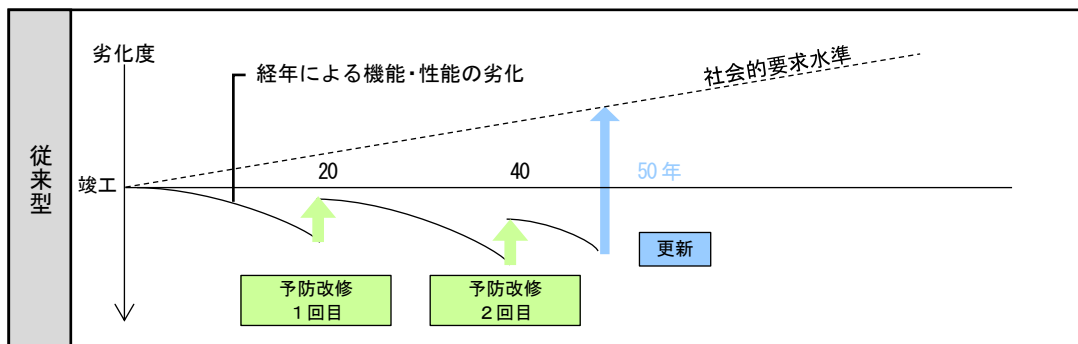 従来型
劣化度
経年による機能・性能の劣化
社会的要求水準
竣工
20
40
50年
更新
予防改修
1回目
予防改修
2回目